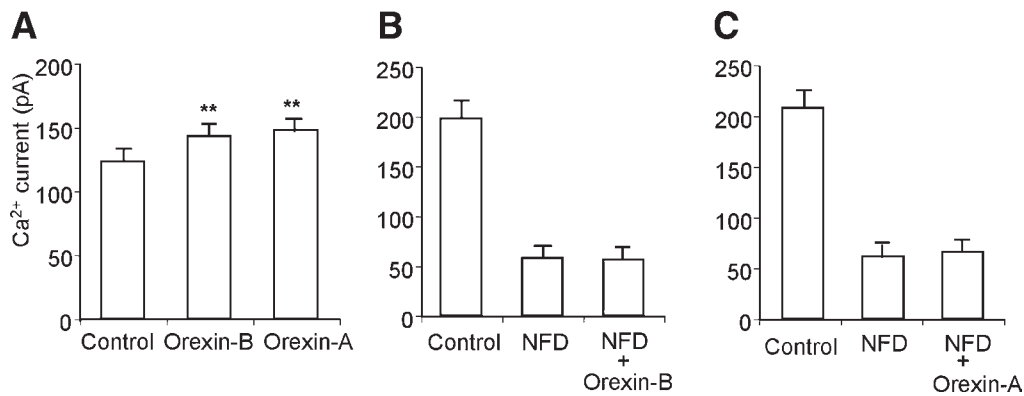 A
B
C
Ca²⁺ current (pA)
200
150
100
50
0
**
**
Control Orexin-B Orexin-A
250
200
150
100
50
0
Control NFD NFD
+
Orexin-B
250
200
150
100
50
0
Control NFD NFD
+
Orexin-A